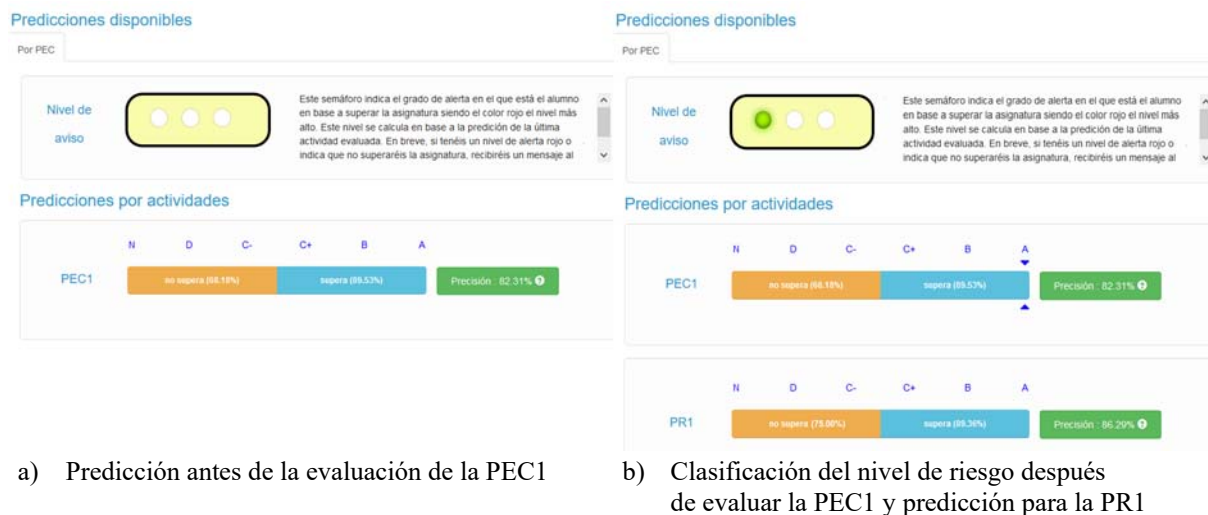 Predicciones disponibles
Por PEC
Nivel de
aviso
Este semáforo indica el grado de alerta en el que está el alumno
en base a superar la asignatura siendo el color rojo el nivel más
alto. Este nivel se calcula en base a la predición de la última
actividad evaluada. En breve, si tenéis un nivel de alerta rojo o
indica que no superaréis la asignatura, recibiréis un mensaje al
Predicciones por actividades
N D C- C+ B A
PEC1
no supera (68.18%) supera (89.53%) Precisión : 82.31%
a) Predicción antes de la evaluación de la PEC1
Predicciones disponibles
Por PEC
Nivel de
aviso
Este semáforo indica el grado de alerta en el que está el alumno
en base a superar la asignatura siendo el color rojo el nivel más
alto. Este nivel se calcula en base a la predición de la última
actividad evaluada. En breve, si tenéis un nivel de alerta rojo o
indica que no superaréis la asignatura, recibiréis un mensaje al
Predicciones por actividades
N D C- C+ B A
PEC1
no supera (68.18%) supera (89.53%) Precisión : 82.31%
N D C- C+ B A
PR1
no supera (75.00%) supera (89.36%) Precisión : 86.29%
b) Clasificación del nivel de riesgo después
de evaluar la PEC1 y predicción para la PR1